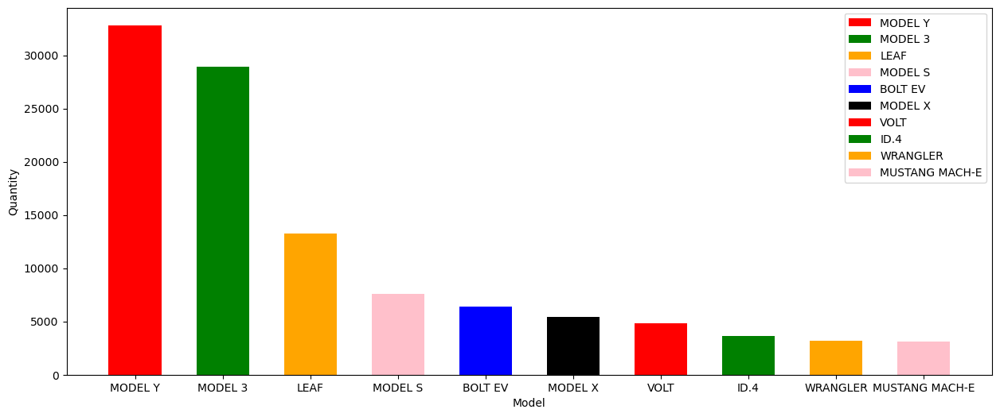 30000
25000
20000
15000
10000
5000
0
Quantity
MODEL Y
MODEL 3
LEAF
MODEL S
BOLT EV
MODEL X
VOLT
ID.4
WRANGLER
MUSTANG MACH-E
MODEL Y MODEL 3 LEAF MODEL S BOLT EV MODEL X VOLT ID.4 WRANGLER MUSTANG MACH-E
Model